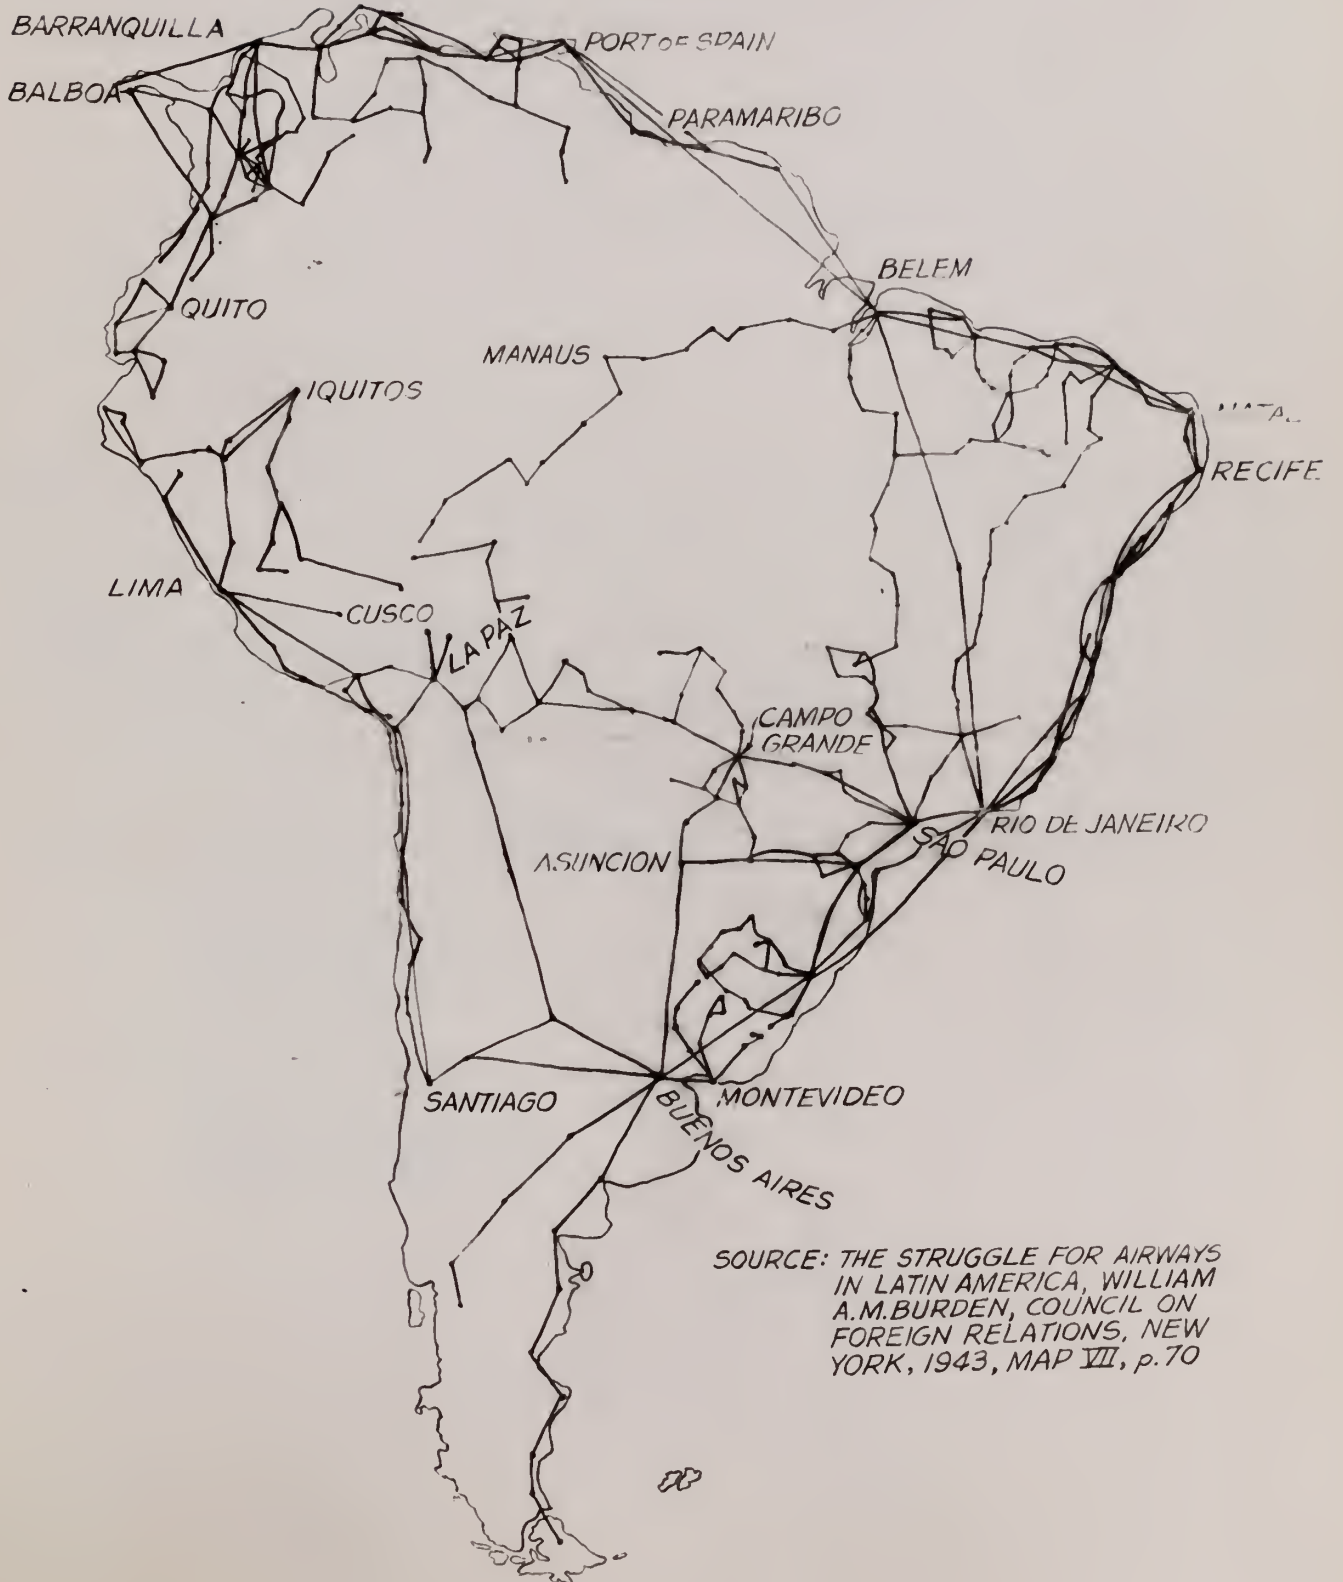 BARRANQUILLA
PORT OF SPAIN
BALBOA
PARAMARIBO
BELEM
QUITO
MANAUS
IQUITOS
RECIFE
LIMA
CUSCO
LA PAZ
CAMPO
GRANDE
RIO DE JANEIRO
SAO PAULO
ASUNCION
SANTIAGO
MONTEVIDEO
BUENOS AIRES
SOURCE: THE STRUGGLE FOR AIRWAYS
IN LATIN AMERICA, WILLIAM
A.M.BURDEN, COUNCIL ON
FOREIGN RELATIONS, NEW
YORK, 1943, MAP VII, p.70